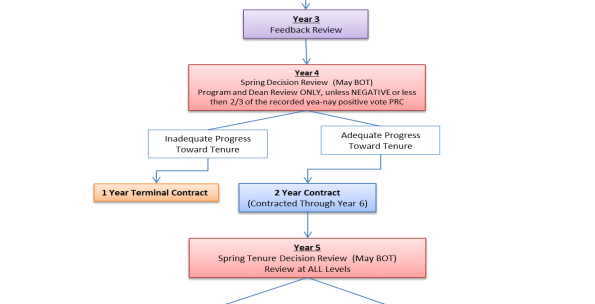 Year 3
Feedback Review
Year 4
Spring Decision Review (May BOT)
Program and Dean Review ONLY, unless NEGATIVE or less
then 2/3 of the recorded yea-nay positive vote PRC
Inadequate Progress
Toward Tenure
Adequate Progress
Toward Tenure
1 Year Terminal Contract
2 Year Contract
(Contracted Through Year 6)
Year 5
Spring Tenure Decision Review (May BOT)
Review at ALL Levels